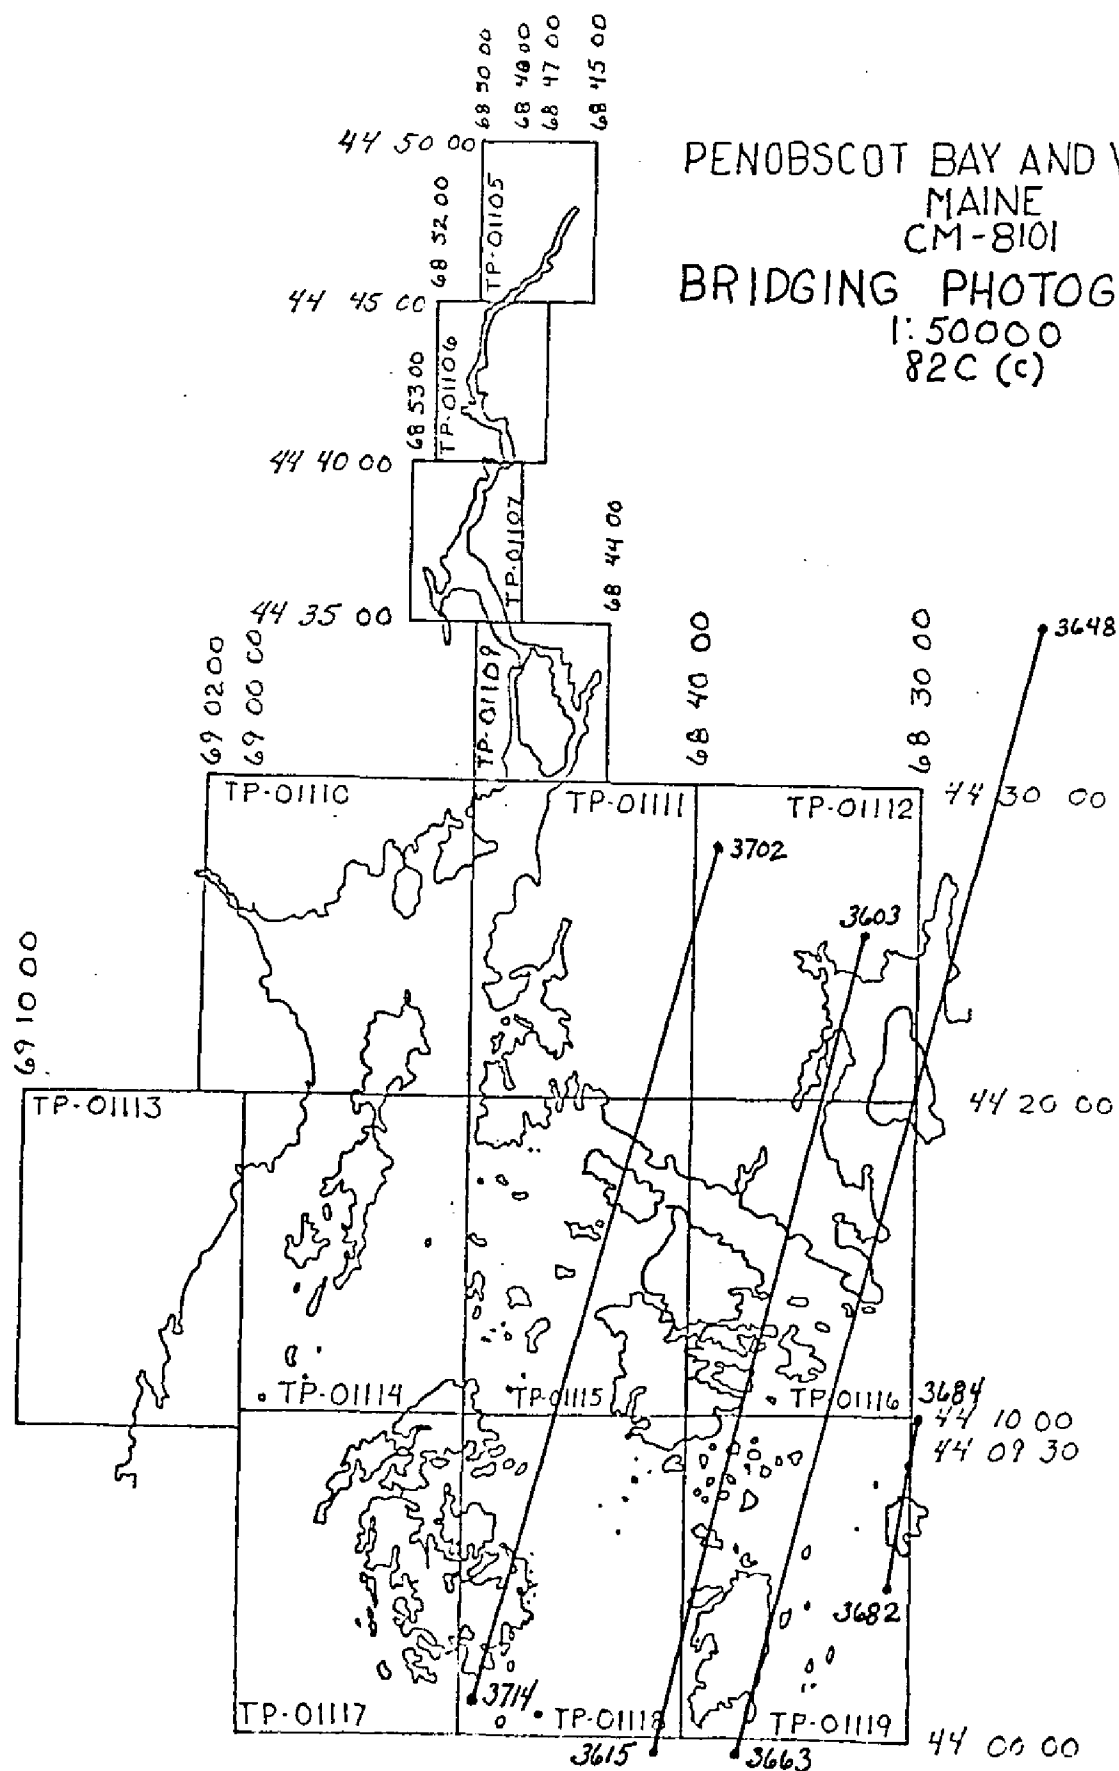 68 50 00
68 48 00
68 47 00
68 45 00
44 50 00
PENOBSCOT BAY AND
MAINE
CM-8101
BRIDGING PHOTOG
1:50000
82C (C)
68 52 00
TP-01105
44 45 00
68 53 00
TP-01106
44 40 00
TP-01107
68 44 00
44 35 00
69 02 00
69 00 00
TP-01109
68 40 00
68 30 00
3648
TP-01110
TP-01111
TP-01112
44 30 00
3702
3603
69 10 00
TP-01113
44 20 00
TP-01114
TP-01115
TP-01116
3684
44 10 00
44 09 30
3682
TP-01117
3714
TP-01118
TP-01119
3615
3663
44 00 00